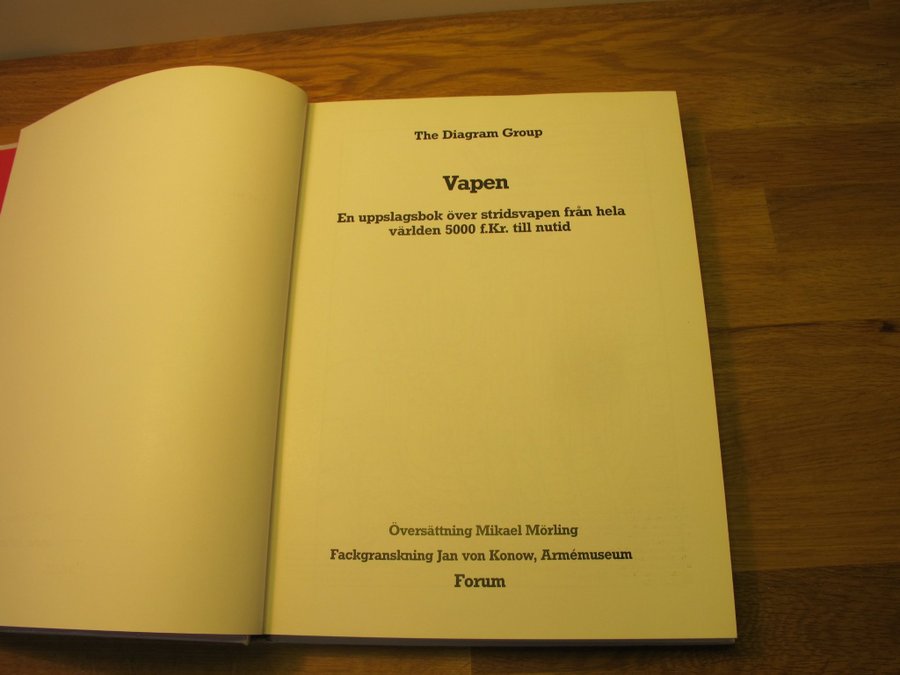 The Diagram Group
Vapen
En uppslagsbok över stridsvapen från hela
världen 5000 f.Kr. till nutid
Översättning Mikael Mörling
Fackgranskning Jan von Konow, Armémuseum
Forum